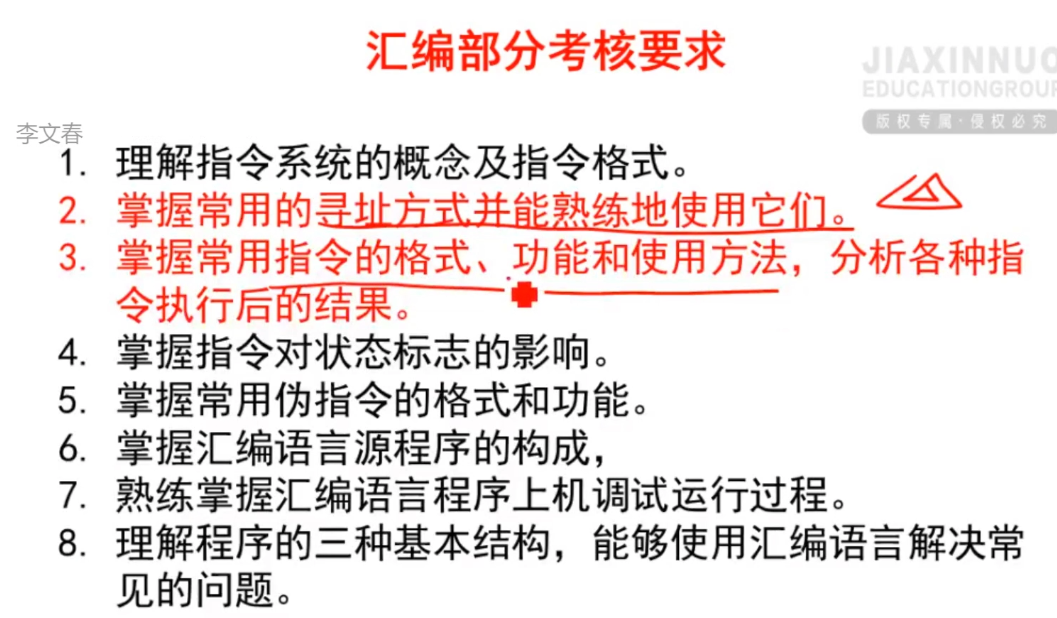 汇编部分考核要求
JIAXINNUO
EDUCATIONGROUP
版权专属·侵权必究
李文春
1. 理解指令系统的概念及指令格式。
2. 掌握常用的寻址方式并能熟练地使用它们。
3. 掌握常用指令的格式、功能和使用方法，分析各种指
令执行后的结果。
4. 掌握指令对状态标志的影响。
5. 掌握常用伪指令的格式和功能。
6. 掌握汇编语言源程序的构成，
7. 熟练掌握汇编语言程序上机调试运行过程。
8. 理解程序的三种基本结构，能够使用汇编语言解决常
见的问题。